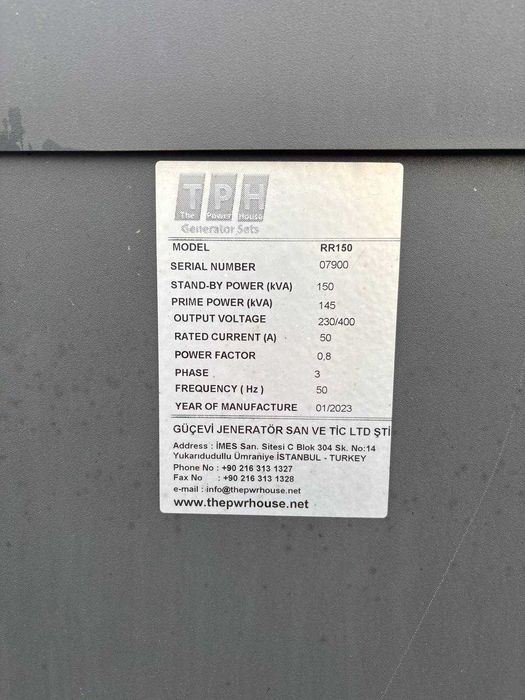 TPH
The Power House
Generator Sets
MODEL RR150
SERIAL NUMBER 07900
STAND-BY POWER (kVA) 150
PRIME POWER (kVA) 145
OUTPUT VOLTAGE 230/400
RATED CURRENT (A) 50
POWER FACTOR 0,8
PHASE 3
FREQUENCY ( Hz ) 50
YEAR OF MANUFACTURE 01/2023
GÜÇEVİ JENERATÖR SAN VE TİC LTD ŞTİ
Address : İMES San. Sitesi C Blok 304 Sk. No:14
Yukarıdudullu Ümraniye İSTANBUL - TURKEY
Phone No : +90 216 313 1327
Fax No : +90 216 313 1328
e-mail : info@thepwrhouse.net
www.thepwrhouse.net